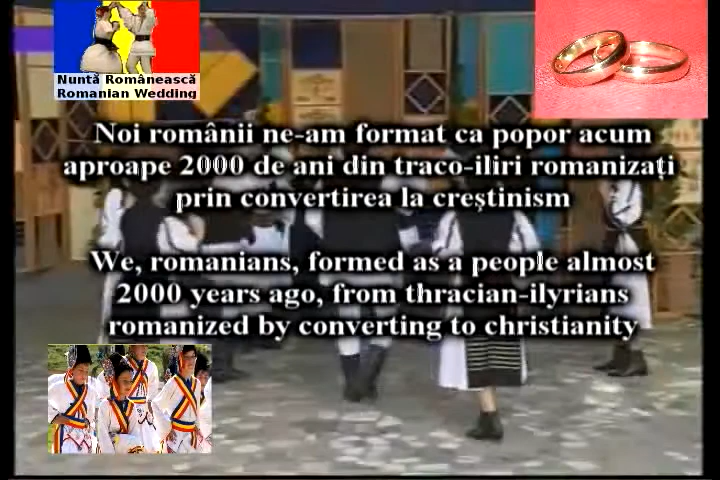 Nuntă Românească
Romanian Wedding
Noi românii ne-am format ca popor acum
aproape 2000 de ani din traco-iliri romanizați
prin convertirea la creştinism
We, romanians, formed as a people almost
2000 years ago, from thracian-ilyrians
romanized by converting to christianity